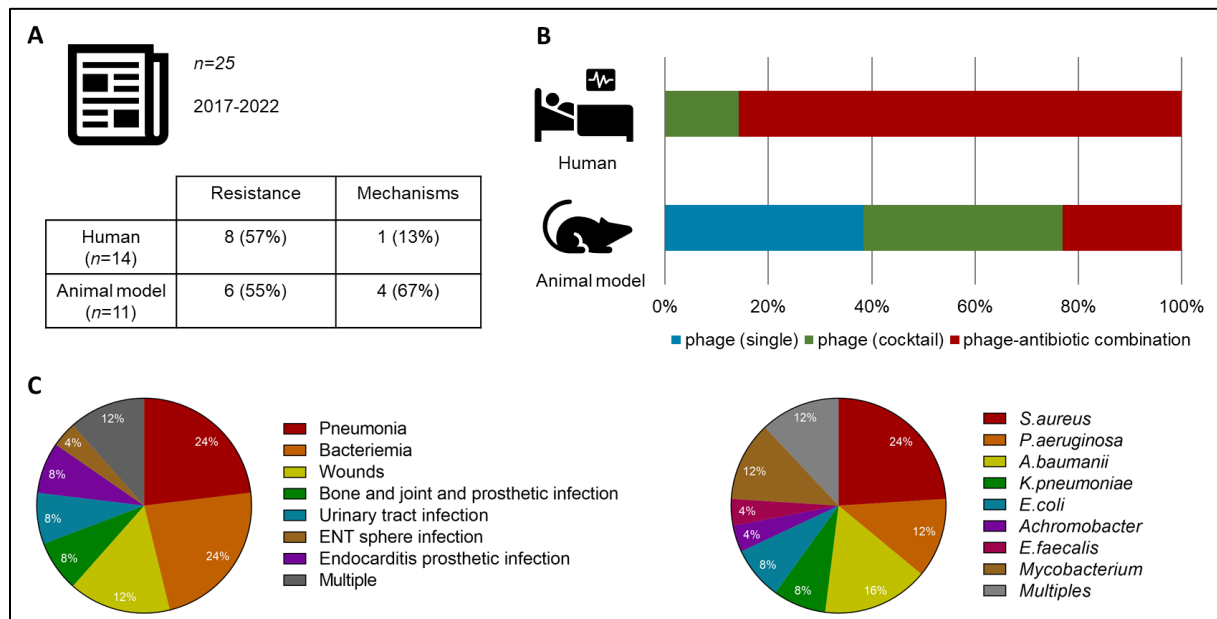 A
n=25
2017-2022
Resistance Mechanisms
Human
(n=14)
8 (57%) 1 (13%)
Animal model
(n=11)
6 (55%) 4 (67%)
B
Human
Animal model
0% 20% 40% 60% 80% 100%
phage (single) phage (cocktail) phage-antibiotic combination
C
12%
24%
4%
8%
8%
8%
12%
24%
Pneumonia
Bacteriemia
Wounds
Bone and joint and prosthetic infection
Urinary tract infection
ENT sphere infection
Endocarditis prosthetic infection
Multiple
12%
24%
12%
4%
4%
8%
8%
16%
12%
S.aureus
P.aeruginosa
A.baumanii
K.pneumoniae
E.coli
Achromobacter
E.faecalis
Mycobacterium
Multiples